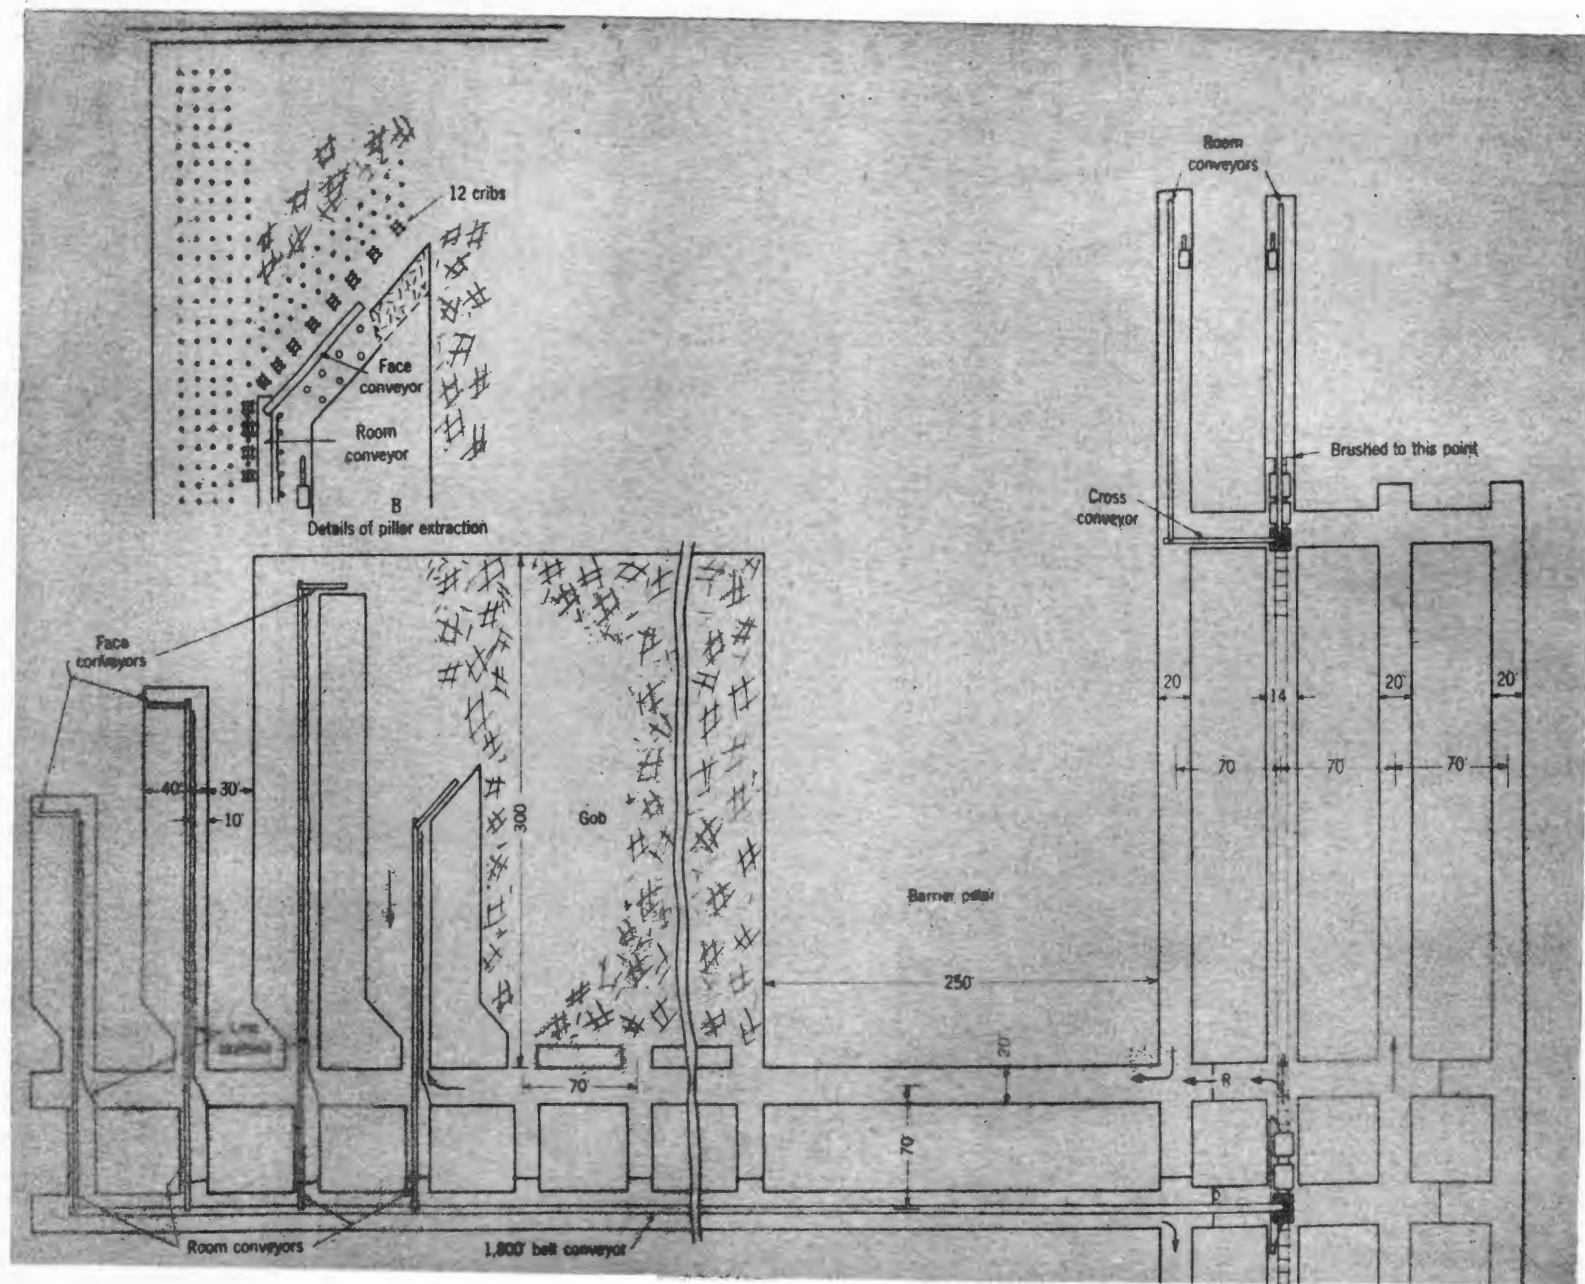 12 cribs
Face
conveyor
Room
conveyor
B
Details of pillar extraction
Room
conveyors
Brushed to this point
Cross
conveyor
Face
conveyors
20'
14
20'
20'
70
70'
70'
40'
30'
10'
300
Gob
Barrier pillar
250'
20'
70'
R
70'
Room conveyors
1,800' belt conveyor